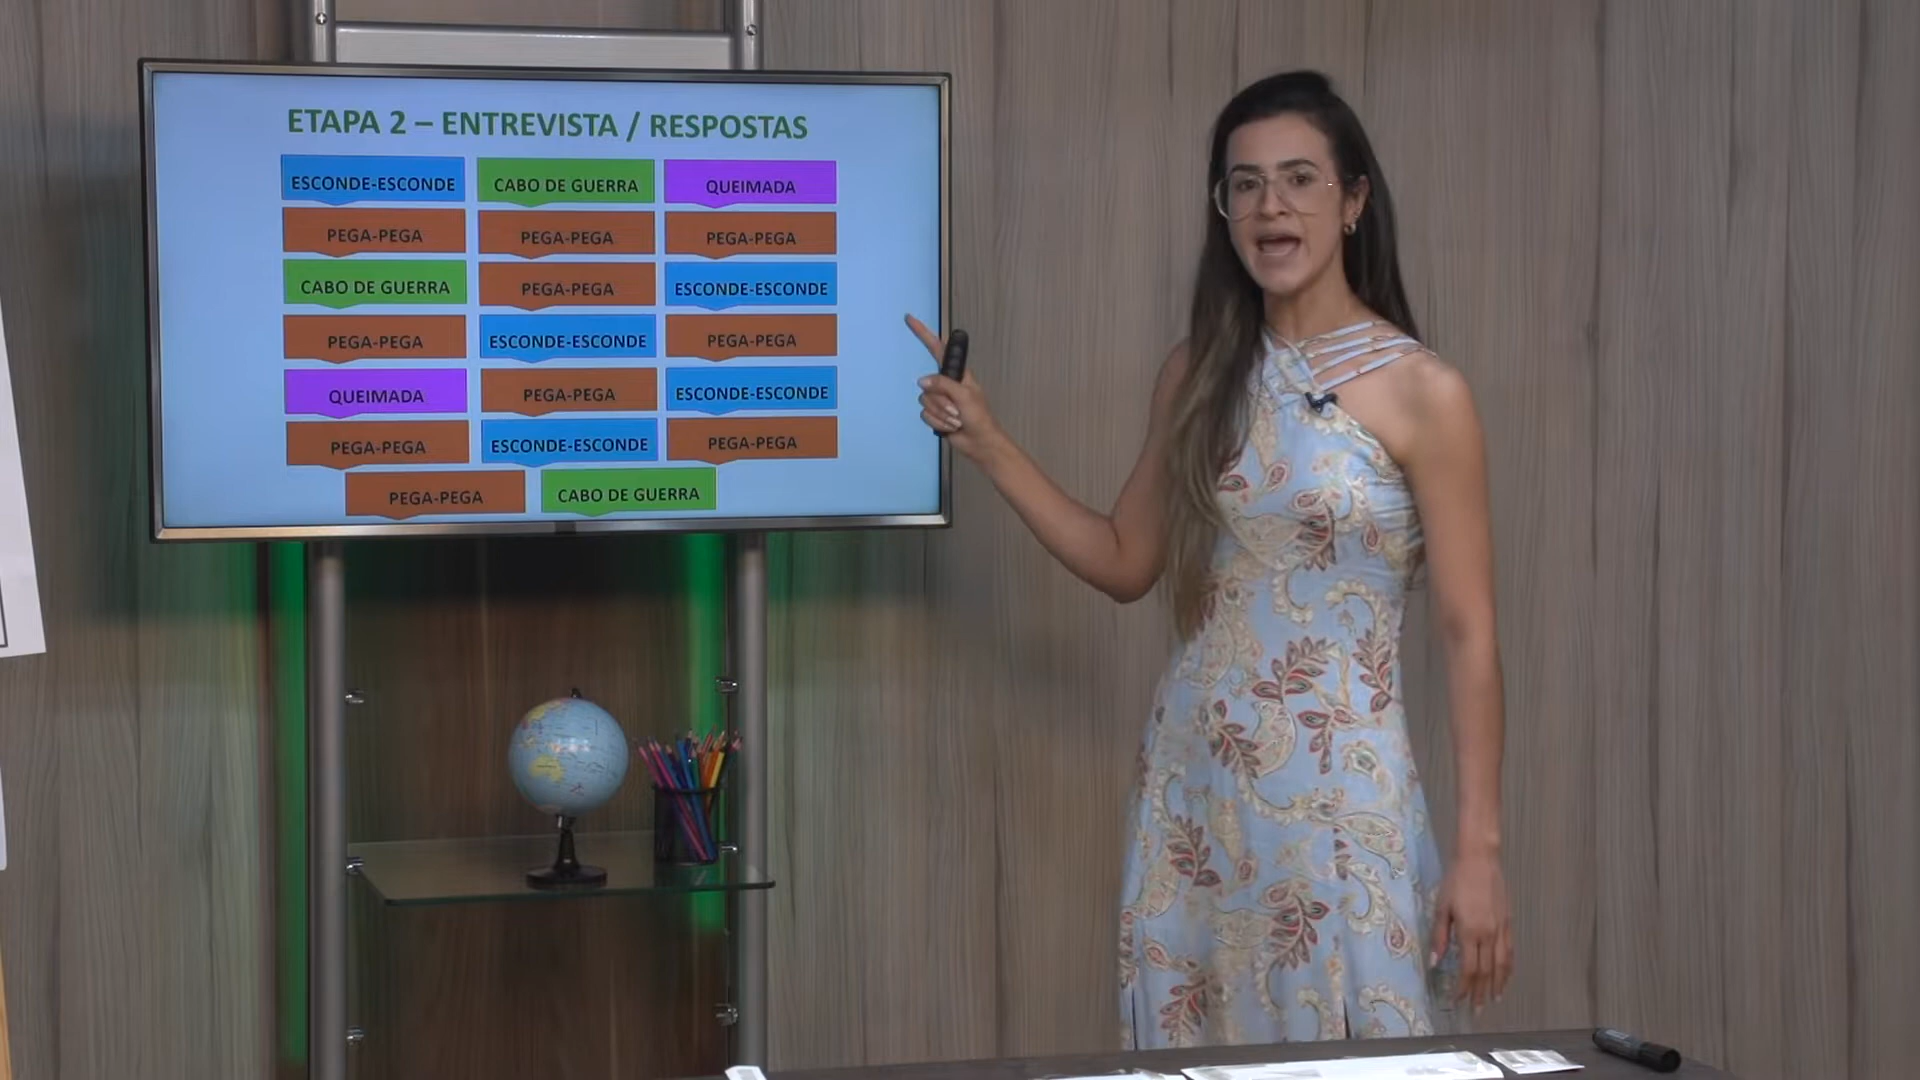 ETAPA 2 – ENTREVISTA / RESPOSTAS
ESCONDE-ESCONDE CABO DE GUERRA QUEIMADA
PEGA-PEGA PEGA-PEGA PEGA-PEGA
CABO DE GUERRA PEGA-PEGA ESCONDE-ESCONDE
PEGA-PEGA ESCONDE-ESCONDE PEGA-PEGA
QUEIMADA PEGA-PEGA ESCONDE-ESCONDE
PEGA-PEGA ESCONDE-ESCONDE PEGA-PEGA
PEGA-PEGA CABO DE GUERRA